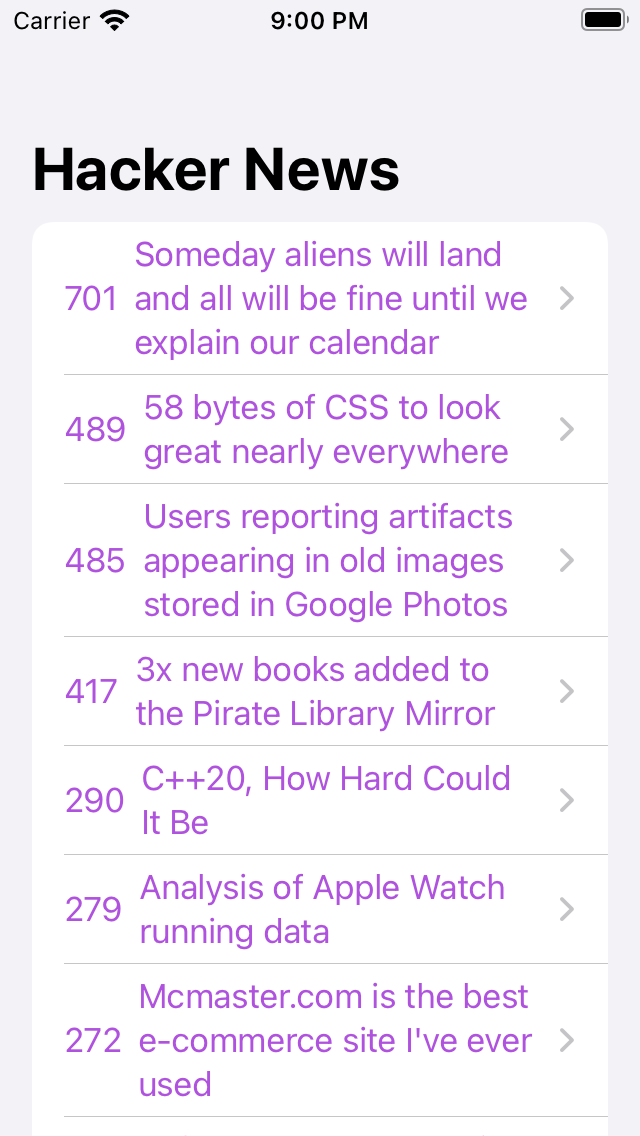 Carrier 9:00 PM
Hacker News
Someday aliens will land
701 and all will be fine until we
explain our calendar
58 bytes of CSS to look
489
great nearly everywhere
Users reporting artifacts
485 appearing in old images
stored in Google Photos
3x new books added to
417
the Pirate Library Mirror
C++20, How Hard Could
290
It Be
Analysis of Apple Watch
279
running data
Mcmaster.com is the best
272 e-commerce site I've ever
used